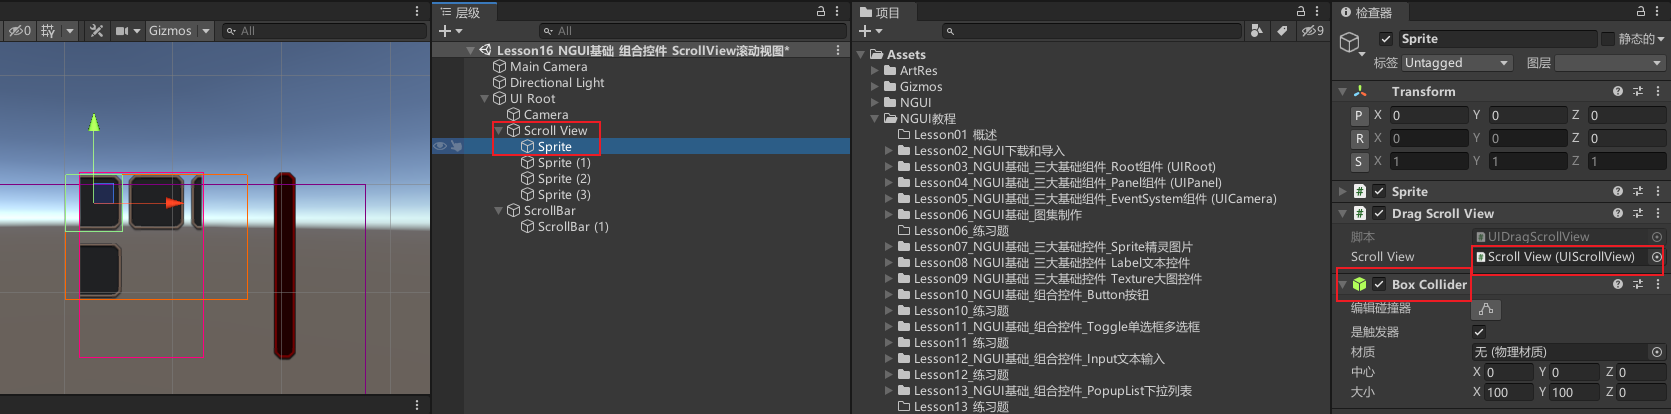 0
Gizmos
All
层级
All
Lesson16_NGUI基础_组合控件_ScrollView滚动视图*
Main Camera
Directional Light
UI Root
Camera
Scroll View
Sprite
Sprite (1)
Sprite (2)
Sprite (3)
ScrollBar
ScrollBar (1)
项目
9
Assets
ArtRes
Gizmos
NGUI
NGUI教程
Lesson01_概述
Lesson02_NGUI下载和导入
Lesson03_NGUI基础_三大基础组件_Root组件 (UIRoot)
Lesson04_NGUI基础_三大基础组件_Panel组件 (UIPanel)
Lesson05_NGUI基础_三大基础组件_EventSystem组件 (UICamera)
Lesson06_NGUI基础_图集制作
Lesson06_练习题
Lesson07_NGUI基础_三大基础控件_Sprite精灵图片
Lesson08_NGUI基础_三大基础控件_Label文本控件
Lesson09_NGUI基础_三大基础控件_Texture大图控件
Lesson10_NGUI基础_组合控件_Button按钮
Lesson10_练习题
Lesson11_NGUI基础_组合控件_Toggle单选框多选框
Lesson11_练习题
Lesson12_NGUI基础_组合控件_Input文本输入
Lesson12_练习题
Lesson13_NGUI基础_组合控件_PopupList下拉列表
Lesson13_练习题
检查器
Sprite 静态的
标签 Untagged 图层
Transform
P X 0 Y 0 Z 0
R X 0 Y 0 Z 0
S X 1 Y 1 Z 1
Sprite
Drag Scroll View
脚本 UIDragScrollView
Scroll View Scroll View (UIScrollView)
Box Collider
编辑碰撞器
是触发器
材质 无 (物理材质)
中心 X 0 Y 0 Z 0
大小 X 100 Y 100 Z 0